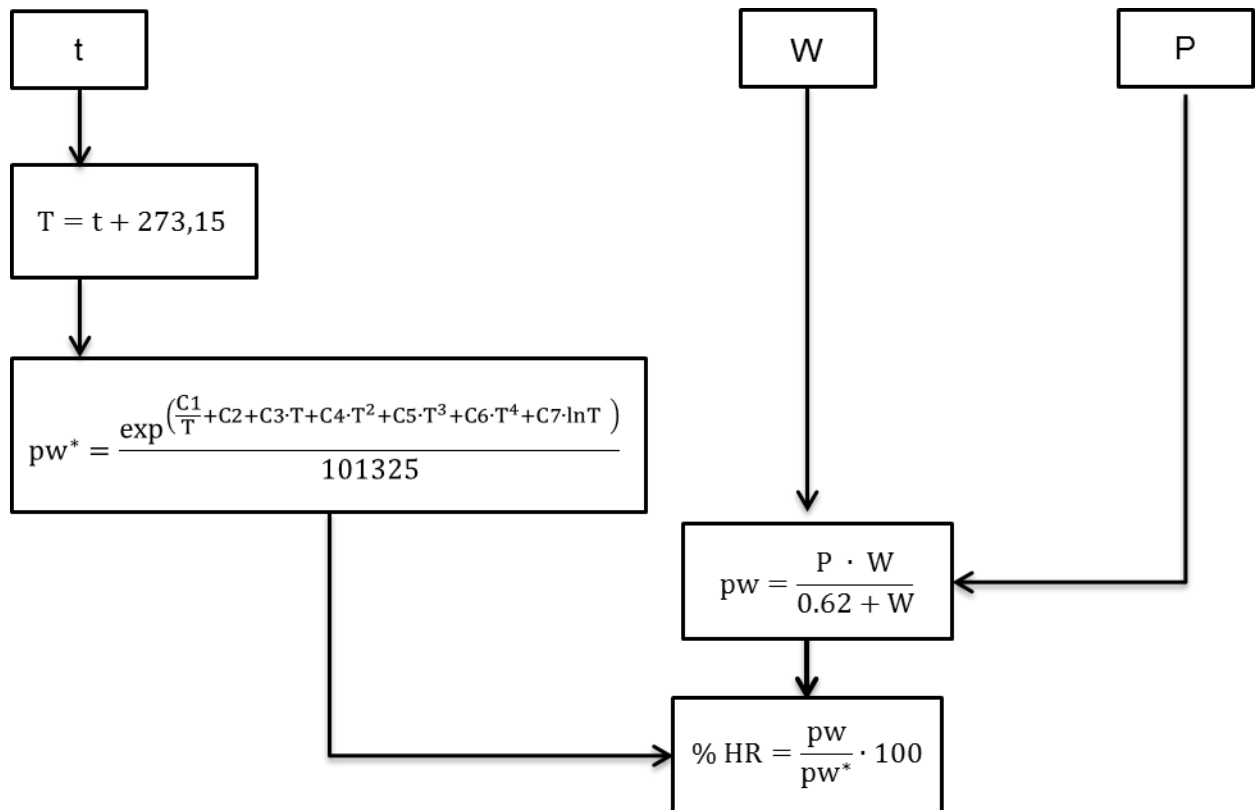 t
W
P
T = t + 273,15
pw* = exp^(C1/T+C2+C3·T+C4·T²+C5·T³+C6·T⁴+C7·lnT ) / 101325
pw = P · W / 0.62 + W
% HR = pw / pw* · 100